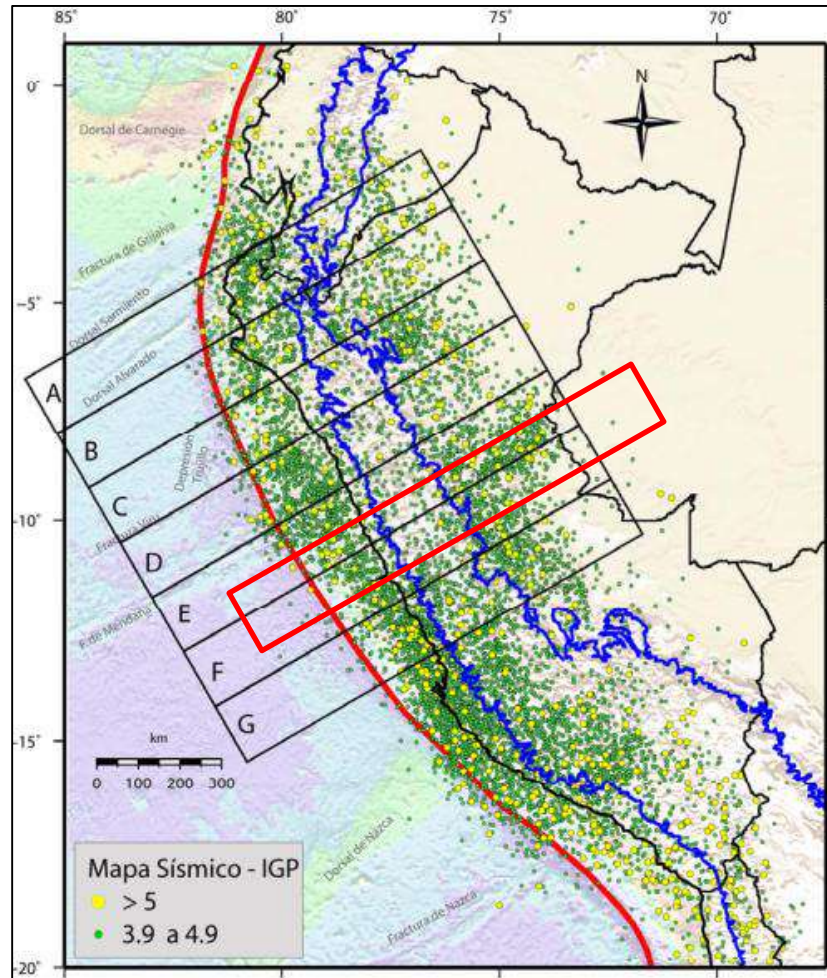 85°
80°
75°
70°
0°
−5°
−10°
−15°
−20°
N
Dorsal de Carnegie
Fractura de Grijalva
Dorsal Sarmiento
Dorsal Alvarado
Depresión
Trujillo
Fractura Viru
F. de Mendaña
Dorsal de Nazca
Fractura de Nazca
A
B
C
D
E
F
G
km
0 100 200 300
Mapa Sísmico - IGP
> 5
3.9 a 4.9